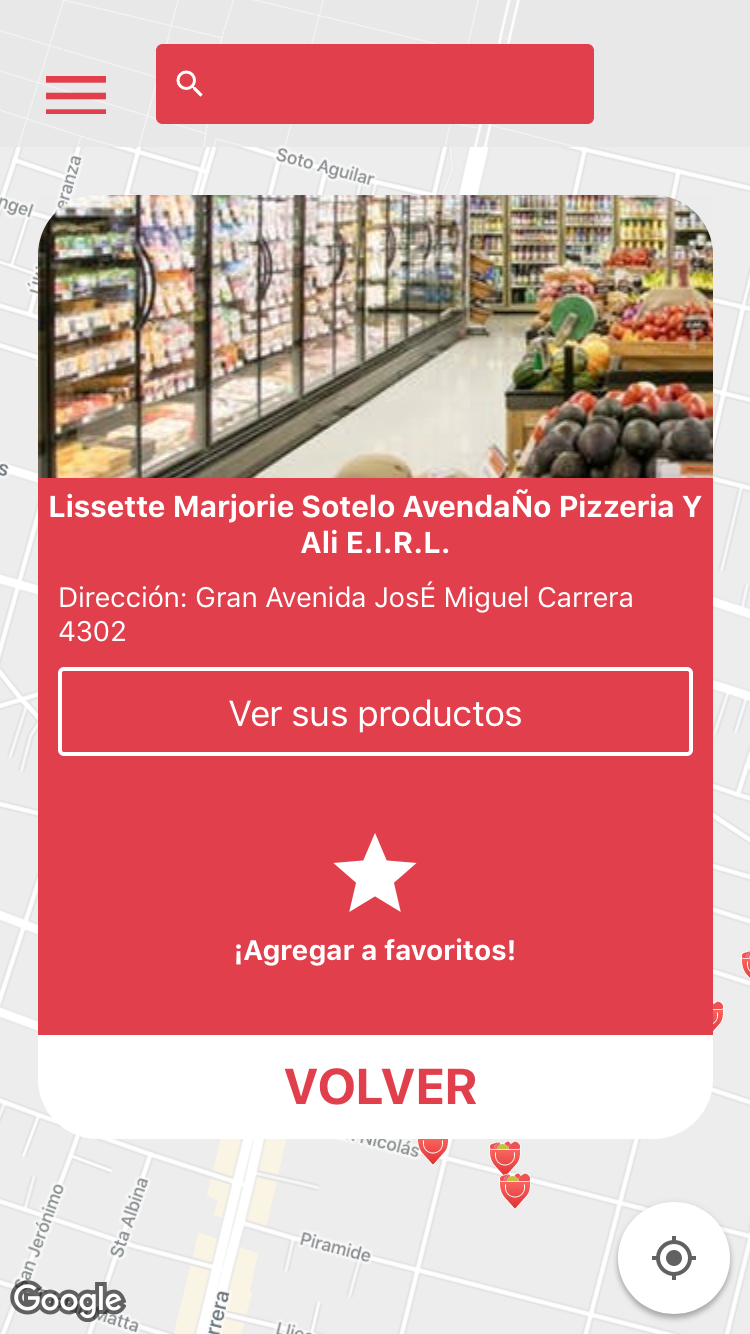 Soto Aguilar
eranza
ngel
s
Lissette Marjorie Sotelo AvendaÑo Pizzeria Y
Ali E.I.R.L.
Dirección: Gran Avenida JosÉ Miguel Carrera
4302
Ver sus productos
¡Agregar a favoritos!
VOLVER
Nicolás
San Jerónimo
Sta Albina
Piramide
Google
Matta
rrera